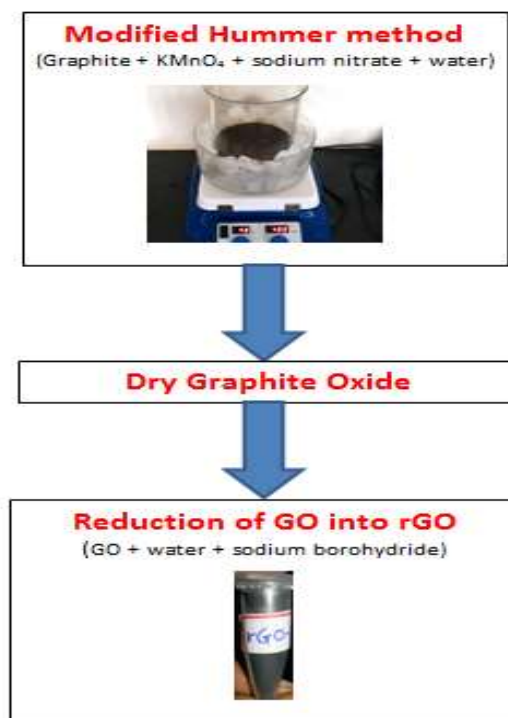 Modified Hummer method
(Graphite + KMnO₄ + sodium nitrate + water)
Dry Graphite Oxide
Reduction of GO into rGO
(GO + water + sodium borohydride)
rGO